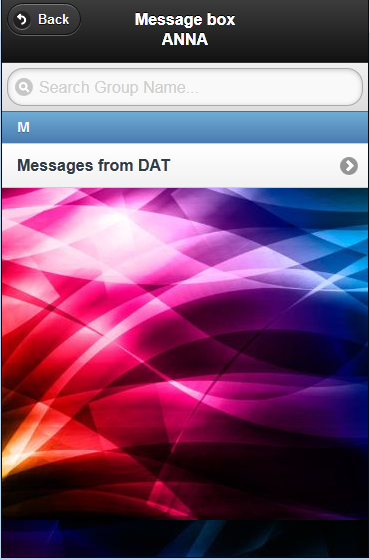 Back
Message box
ANNA
Search Group Name...
M
Messages from DAT